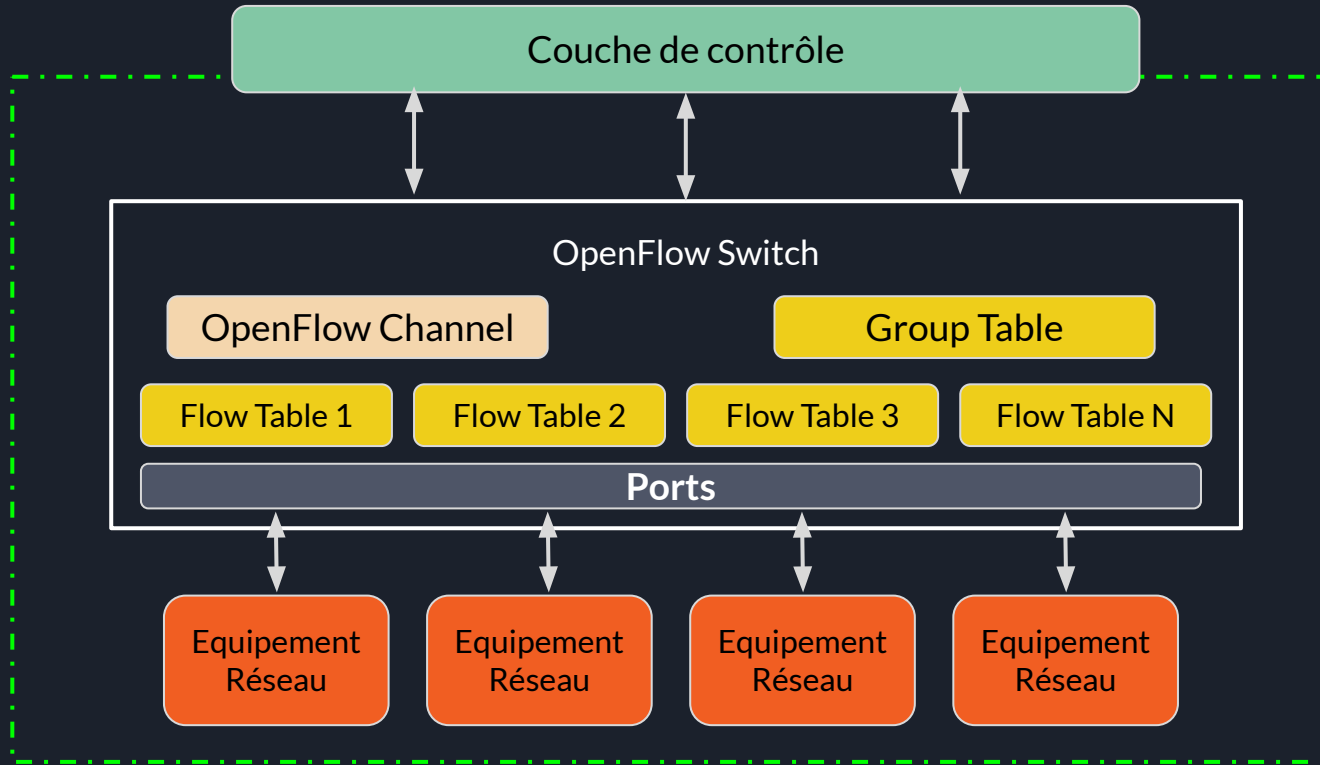 Couche de contrôle
OpenFlow Switch
OpenFlow Channel
Group Table
Flow Table 1
Flow Table 2
Flow Table 3
Flow Table N
Ports
Equipement
Réseau
Equipement
Réseau
Equipement
Réseau
Equipement
Réseau